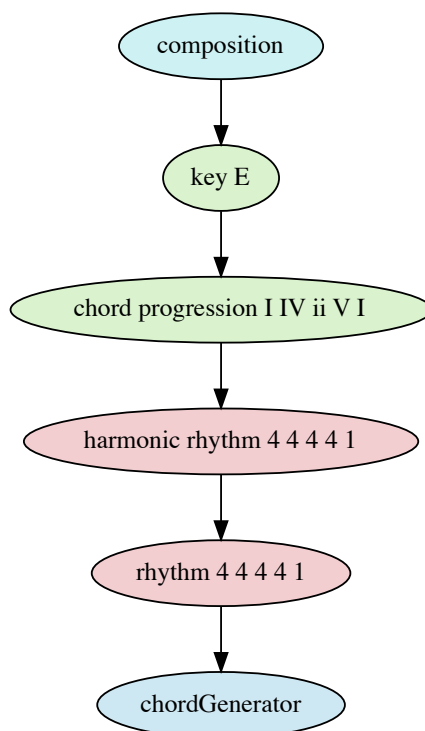 composition
key E
chord progression I IV ii V I
harmonic rhythm 4 4 4 4 1
rhythm 4 4 4 4 1
chordGenerator